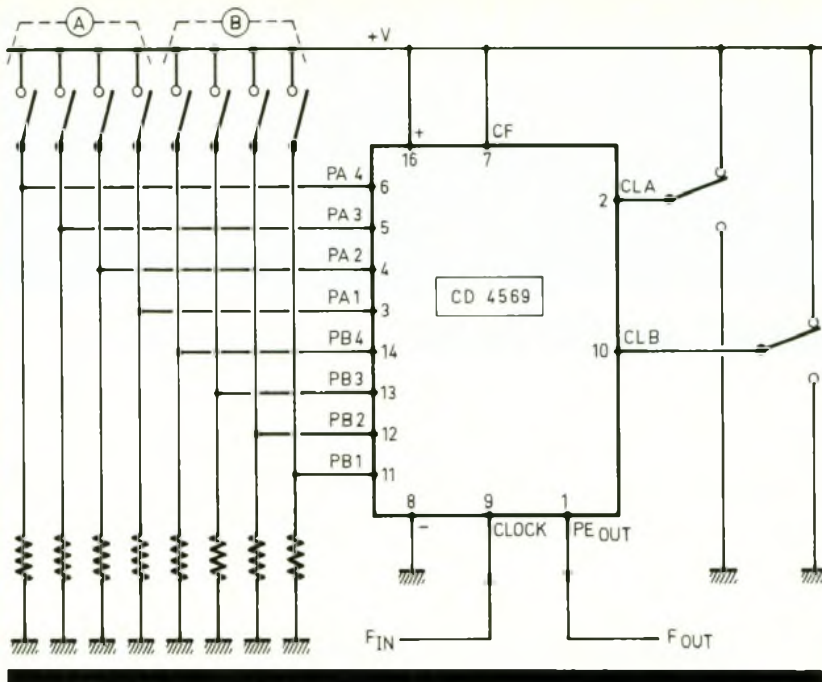 A
B
+V
+
16
CF
7
PA 4
6
2
CLA
PA 3
5
PA 2
4
CD 4569
PA 1
3
PB 4
14
10
CLB
PB 3
13
PB 2
12
PB 1
11
8
9
1
−
CLOCK
PE OUT
F IN
F OUT